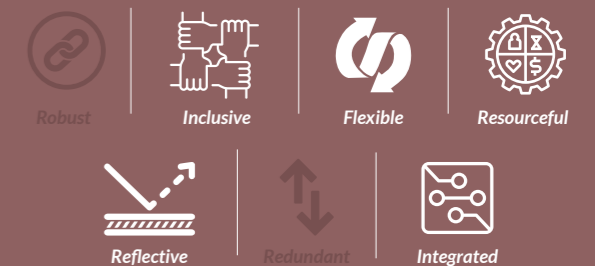 Robust
Inclusive
Flexible
Resourceful
Reflective
Redundant
Integrated